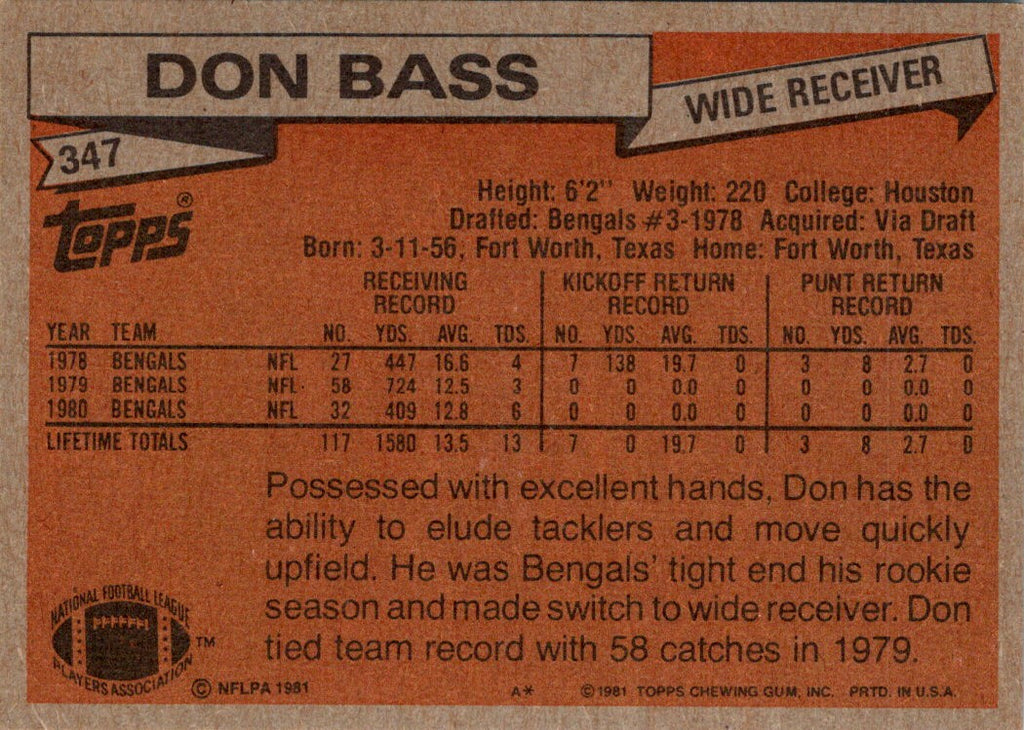 DON BASS
WIDE RECEIVER
347
TOPPS®
Height: 6'2" Weight: 220 College: Houston
Drafted: Bengals #3-1978 Acquired: Via Draft
Born: 3-11-56, Fort Worth, Texas Home: Fort Worth, Texas
RECEIVING RECORD KICKOFF RETURN RECORD PUNT RETURN RECORD
YEAR TEAM NO. YDS. AVG. TDS. NO. YDS. AVG. TDS. NO. YDS. AVG. TDS.
1978 BENGALS NFL 27 447 16.6 4 7 138 19.7 0 3 8 2.7 0
1979 BENGALS NFL 58 724 12.5 3 0 0 0.0 0 0 0 0.0 0
1980 BENGALS NFL 32 409 12.8 6 0 0 0.0 0 0 0 0.0 0
LIFETIME TOTALS 117 1580 13.5 13 7 0 19.7 0 3 8 2.7 0
Possessed with excellent hands, Don has the
ability to elude tacklers and move quickly
upfield. He was Bengals' tight end his rookie
season and made switch to wide receiver. Don
tied team record with 58 catches in 1979.
NATIONAL FOOTBALL LEAGUE
PLAYERS ASSOCIATION
™
© NFLPA 1981 A* ©1981 TOPPS CHEWING GUM, INC. PRTD. IN U.S.A.